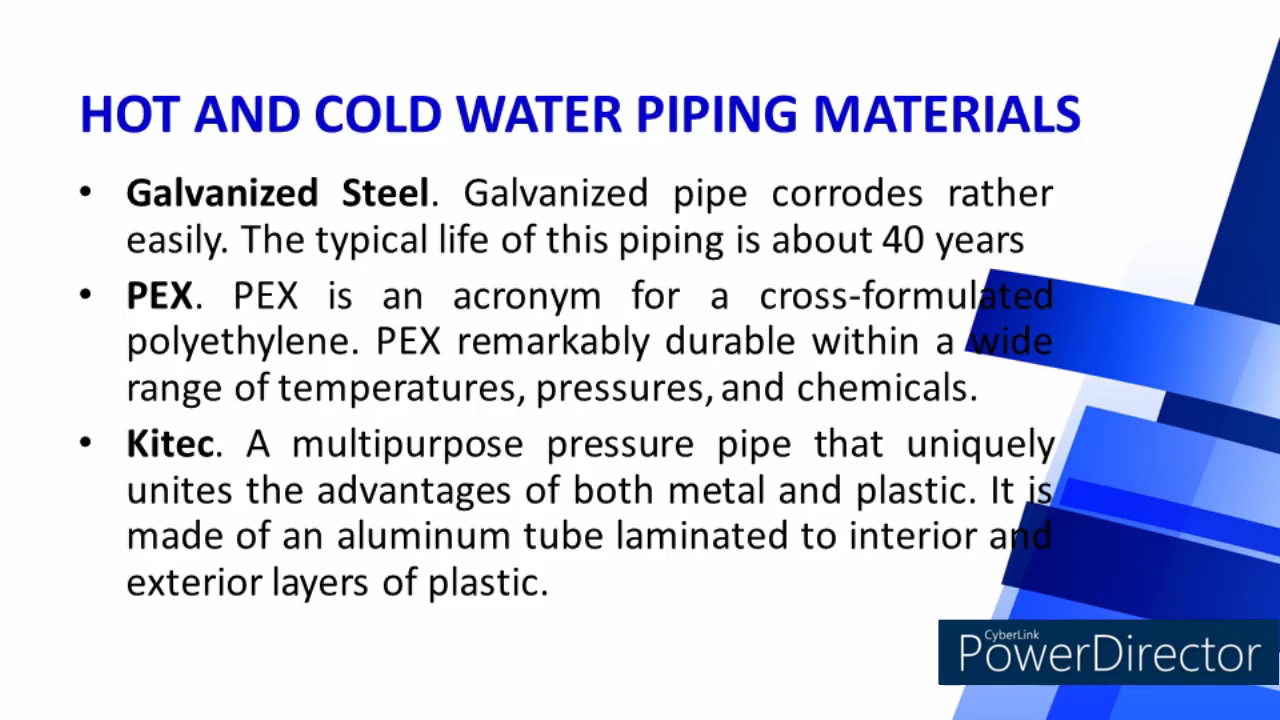 HOT AND COLD WATER PIPING MATERIALS
• Galvanized Steel. Galvanized pipe corrodes rather
easily. The typical life of this piping is about 40 years
• PEX. PEX is an acronym for a cross-formulated
polyethylene. PEX remarkably durable within a wide
range of temperatures, pressures, and chemicals.
• Kitec. A multipurpose pressure pipe that uniquely
unites the advantages of both metal and plastic. It is
made of an aluminum tube laminated to interior and
exterior layers of plastic.
CyberLink
PowerDirector